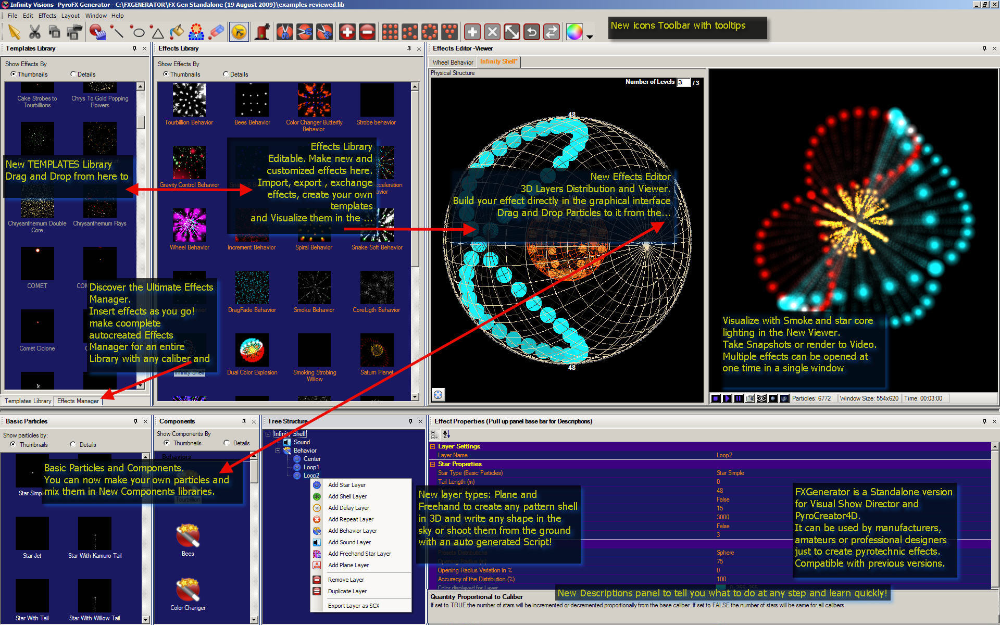 Infinity Visions -PyroFX Generator - C:\FXGENERATOR\FX Gen Standalone (19 August 2009)\examples reviewed.lib
File Edit Effects Layout Window Help
New icons Toolbar with tooltips
Templates Library
Show Effects By
Thumbnails Details
Cake Strobes to
Tourbillions
Chrys To Gold Popping
Flowers
New TEMPLATES Library
Drag and Drop from here to
Chrysanthemum Double
Core
Chrysanthemum Rays
COMET
Comet Ciclone
Discover the Ultimate Effects
Manager.
Insert effects as you go!
make coomplete
autocreated Effects
Manager for an entire
Library with any caliber and
Templates Library Effects Manager
Effects Library
Show Effects By
Thumbnails Details
Tourbillion Behavior
Bees Behavior
Color Changer Butterfly
Behavior
Strobe behavior
Gravity Control Behavior
Effects Library
Editable. Make new and
customized effects here.
Import, export , exchange
effects, create your own
templates
and Visualize them in the ...
Wheel Behavior
Increment Behavior
Spiral Behavior
Snake Soft Behavior
DragFade Behavior
Smoke Behavior
CoreLigth Behavior
Infinity Shell
Dual Color Explosion
Smoking Strobing
Willow
Saturn Planet
Effects Editor -Viewer
Wheel Behavior Infinity Shell*
Physical Structure
Number of Levels 3 / 3
48
New Effects Editor
3D Layers Distribution and Viewer.
Build your effect directly in the graphical interface
Drag and Drop Particles to it from the...
48
Visualize with Smoke and star core
lighting in the New Viewer.
Take Snapshots or render to Video.
Multiple effects can be opened at
one time in a single window
Particles: 6772 Window Size: 554x620 Time: 00:03:00
Basic Particles
Show particles by:
Thumbnails Details
Star Simp
Basic Particles and Components.
You can now make your own particles and
mix them in New Components libraries.
Star Jet
Star With Kamuro Tail
Star With Tail
Star With Willow Tail
Components
Show Components By
Thumbnails Details
Behaviors
Tourbillion
Bees
Color Changer
Tree Structure
Infinity Shell
Sound
Behavior
Center
Loop1
Loop2
Add Star Layer
Add Shell Layer
Add Delay Layer
Add Repeat Layer
Add Behavior Layer
Add Sound Layer
Add Freehand Star Layer
Add Plane Layer
Remove Layer
Duplicate Layer
Export Layer as SCX
New layer types: Plane and
Freehand to create any pattern shell
in 3D and write any shape in the
sky or shoot them from the ground
with an auto generated Script!
Effect Properties (Pull up panel base bar for Descriptions)
Layer Settings
Layer Name Loop2
Star Properties
Star Type (Basic Particles) Star Simple
Tail Length (m) 0
48
False
15
3000
False
3
Presets Distributions Sphere
Opening Radius (m) 75
Opening Radius Variation in % 0
Accuracy of the Distribution (%) 100
Color displayed for Layer
FXGenerator is a Standalone version
for Visual Show Director and
PyroCreator4D.
It can be used by manufacturers,
amateurs or professional designers
just to create pyrotechnic effects.
Compatible with previous versions.
New Descriptions panel to tell you what to do at any step and learn quickly!
Quantity Proportional to Caliber
If set to TRUE the number of stars will be incremented or decremented proportionally from the base caliber. If set to FALSE the number of stars will be same for all calibers.